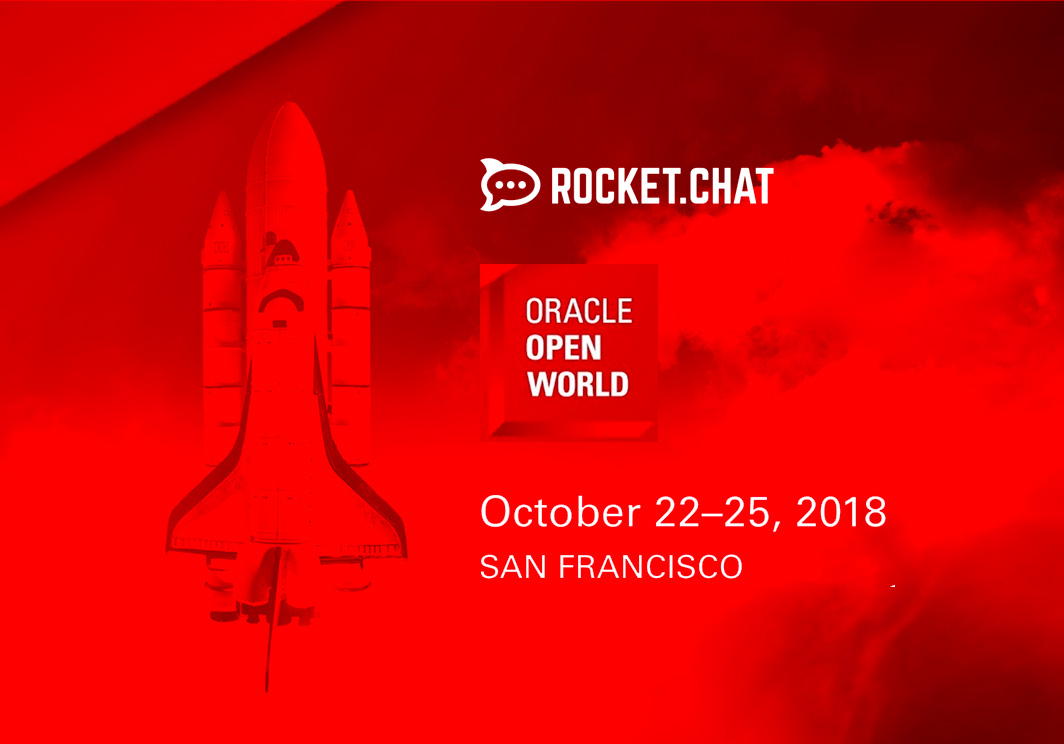 ROCKET.CHAT
ORACLE
OPEN
WORLD
October 22–25, 2018
SAN FRANCISCO